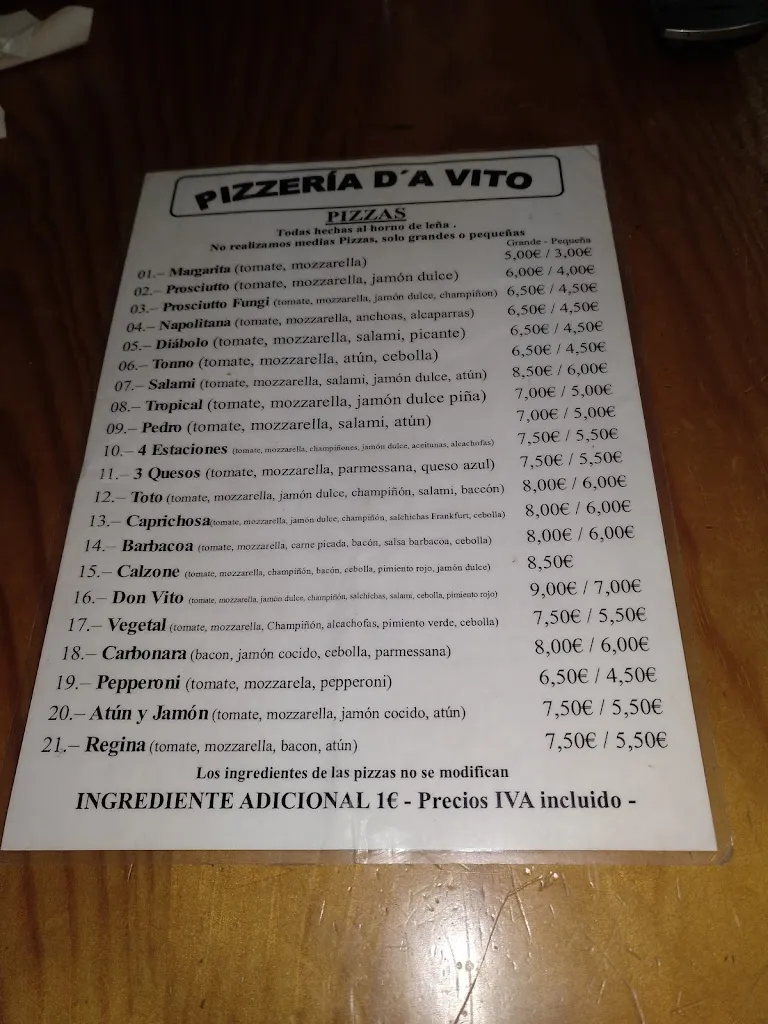 PIZZERÍA D´A VITO
PIZZAS
Todas hechas al horno de leña .
No realizamos medias Pizzas, solo grandes o pequeñas
Grande - Pequeña
01.– Margarita (tomate, mozzarella) 5,00€ / 3,00€
02.– Prosciutto (tomate, mozzarella, jamón dulce) 6,00€ / 4,00€
03.– Prosciutto Fungi (tomate, mozzarella, jamón dulce, champiñon) 6,50€ / 4,50€
04.– Napolitana (tomate, mozzarella, anchoas, alcaparras) 6,50€ / 4,50€
05.– Diábolo (tomate, mozzarella, salami, picante) 6,50€ / 4,50€
06.– Tonno (tomate, mozzarella, atún, cebolla) 6,50€ / 4,50€
07.– Salami (tomate, mozzarella, salami, jamón dulce, atún) 8,50€ / 6,00€
08.– Tropical (tomate, mozzarella, jamón dulce piña) 7,00€ / 5,00€
09.– Pedro (tomate, mozzarella, salami, atún) 7,00€ / 5,00€
10.– 4 Estaciones (tomate, mozzarella, champiñones, jamón dulce, aceitunas, alcachofas) 7,50€ / 5,50€
11.– 3 Quesos (tomate, mozzarella, parmessana, queso azul) 7,50€ / 5,50€
12.– Toto (tomate, mozzarella, jamón dulce, champiñón, salami, baccón) 8,00€ / 6,00€
13.– Caprichosa(tomate, mozzarella, jamón dulce, champiñón, salchichas Frankfurt, cebolla) 8,00€ / 6,00€
14.– Barbacoa (tomate, mozzarella, carne picada, bacón, salsa barbacoa, cebolla) 8,00€ / 6,00€
15.– Calzone (tomate, mozzarella, champiñón, bacón, cebolla, pimiento rojo, jamón dulce) 8,50€
16.– Don Vito (tomate, mozzarella, jamón dulce, champiñón, salchichas, salami, cebolla, pimiento rojo) 9,00€ / 7,00€
17.– Vegetal (tomate, mozzarella, Champiñón, alcachofas, pimiento verde, cebolla) 7,50€ / 5,50€
18.– Carbonara (bacon, jamón cocido, cebolla, parmessana) 8,00€ / 6,00€
19.– Pepperoni (tomate, mozzarela, pepperoni) 6,50€ / 4,50€
20.– Atún y Jamón (tomate, mozzarella, jamón cocido, atún) 7,50€ / 5,50€
21.– Regina (tomate, mozzarella, bacon, atún) 7,50€ / 5,50€
Los ingredientes de las pizzas no se modifican
INGREDIENTE ADICIONAL 1€ - Precios IVA incluido -